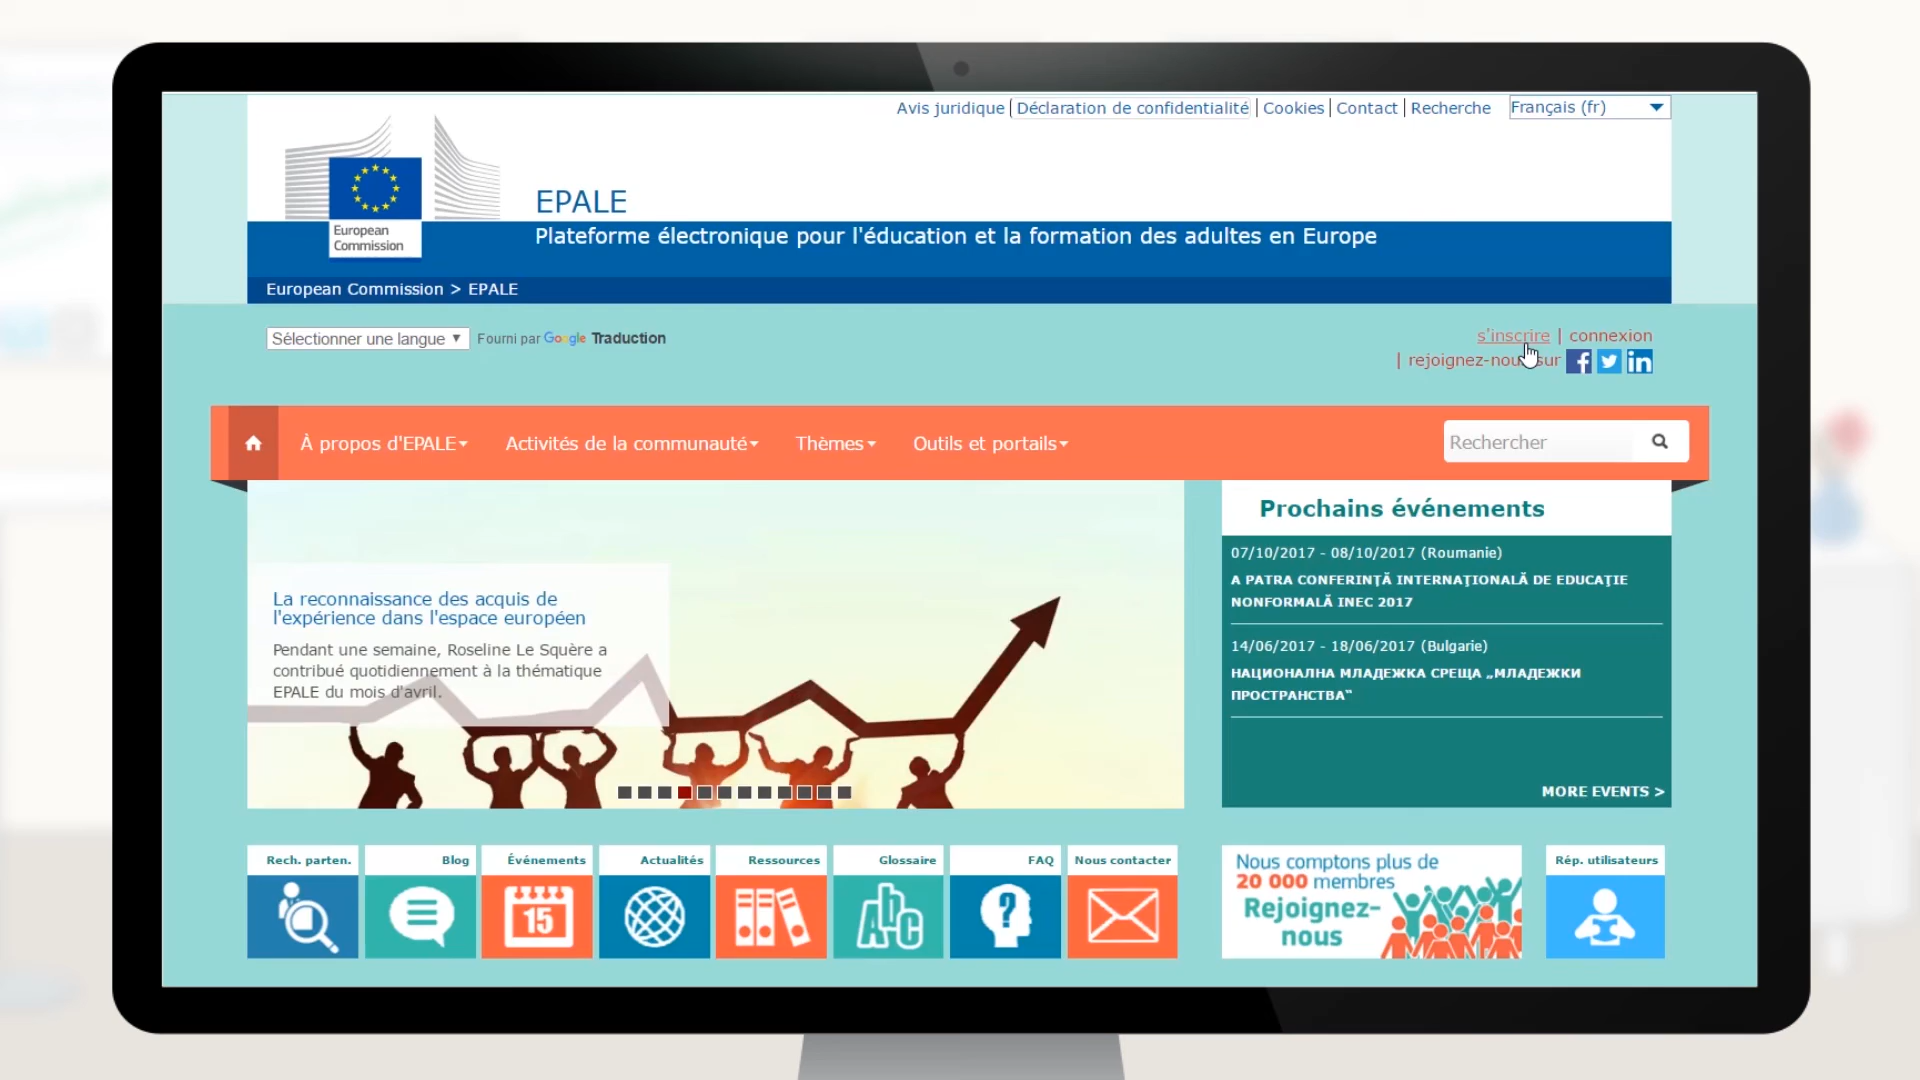 Avis juridique | Déclaration de confidentialité | Cookies | Contact | Recherche
Français (fr)
European
Commission
EPALE
Plateforme électronique pour l'éducation et la formation des adultes en Europe
European Commission > EPALE
Sélectionner une langue
Fourni par Google Traduction
s'inscrire | connexion
| rejoignez-nous sur
À propos d'EPALE
Activités de la communauté
Thèmes
Outils et portails
Rechercher
La reconnaissance des acquis de
l'expérience dans l'espace européen
Pendant une semaine, Roseline Le Squère a
contribué quotidiennement à la thématique
EPALE du mois d'avril.
Prochains événements
07/10/2017 - 08/10/2017 (Roumanie)
A PATRA CONFERINŢĂ INTERNAŢIONALĂ DE EDUCAŢIE
NONFORMALĂ INEC 2017
14/06/2017 - 18/06/2017 (Bulgarie)
НАЦИОНАЛНА МЛАДЕЖКА СРЕЩА „МЛАДЕЖКИ
ПРОСТРАНСТВА“
MORE EVENTS >
Rech. parten.
Blog
Événements
15
Actualités
Ressources
Glossaire
Abc
FAQ
?
Nous contacter
Nous comptons plus de
20 000 membres
Rejoignez-
nous
Rép. utilisateurs